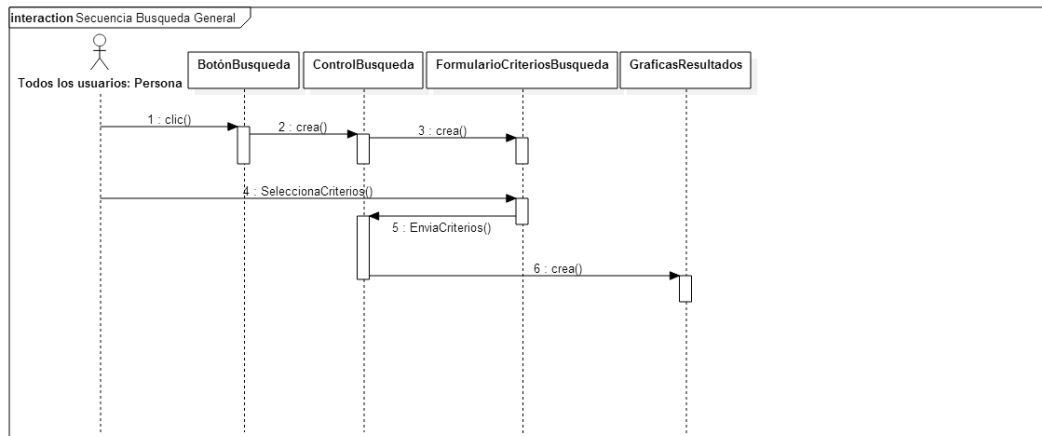 interaction Secuencia Busqueda General
Todos los usuarios: Persona
BotónBusqueda
ControlBusqueda
FormularioCriteriosBusqueda
GraficasResultados
1 : clic()
2 : crea()
3 : crea()
4 : SeleccionaCriterios()
5 : EnviaCriterios()
6 : crea()